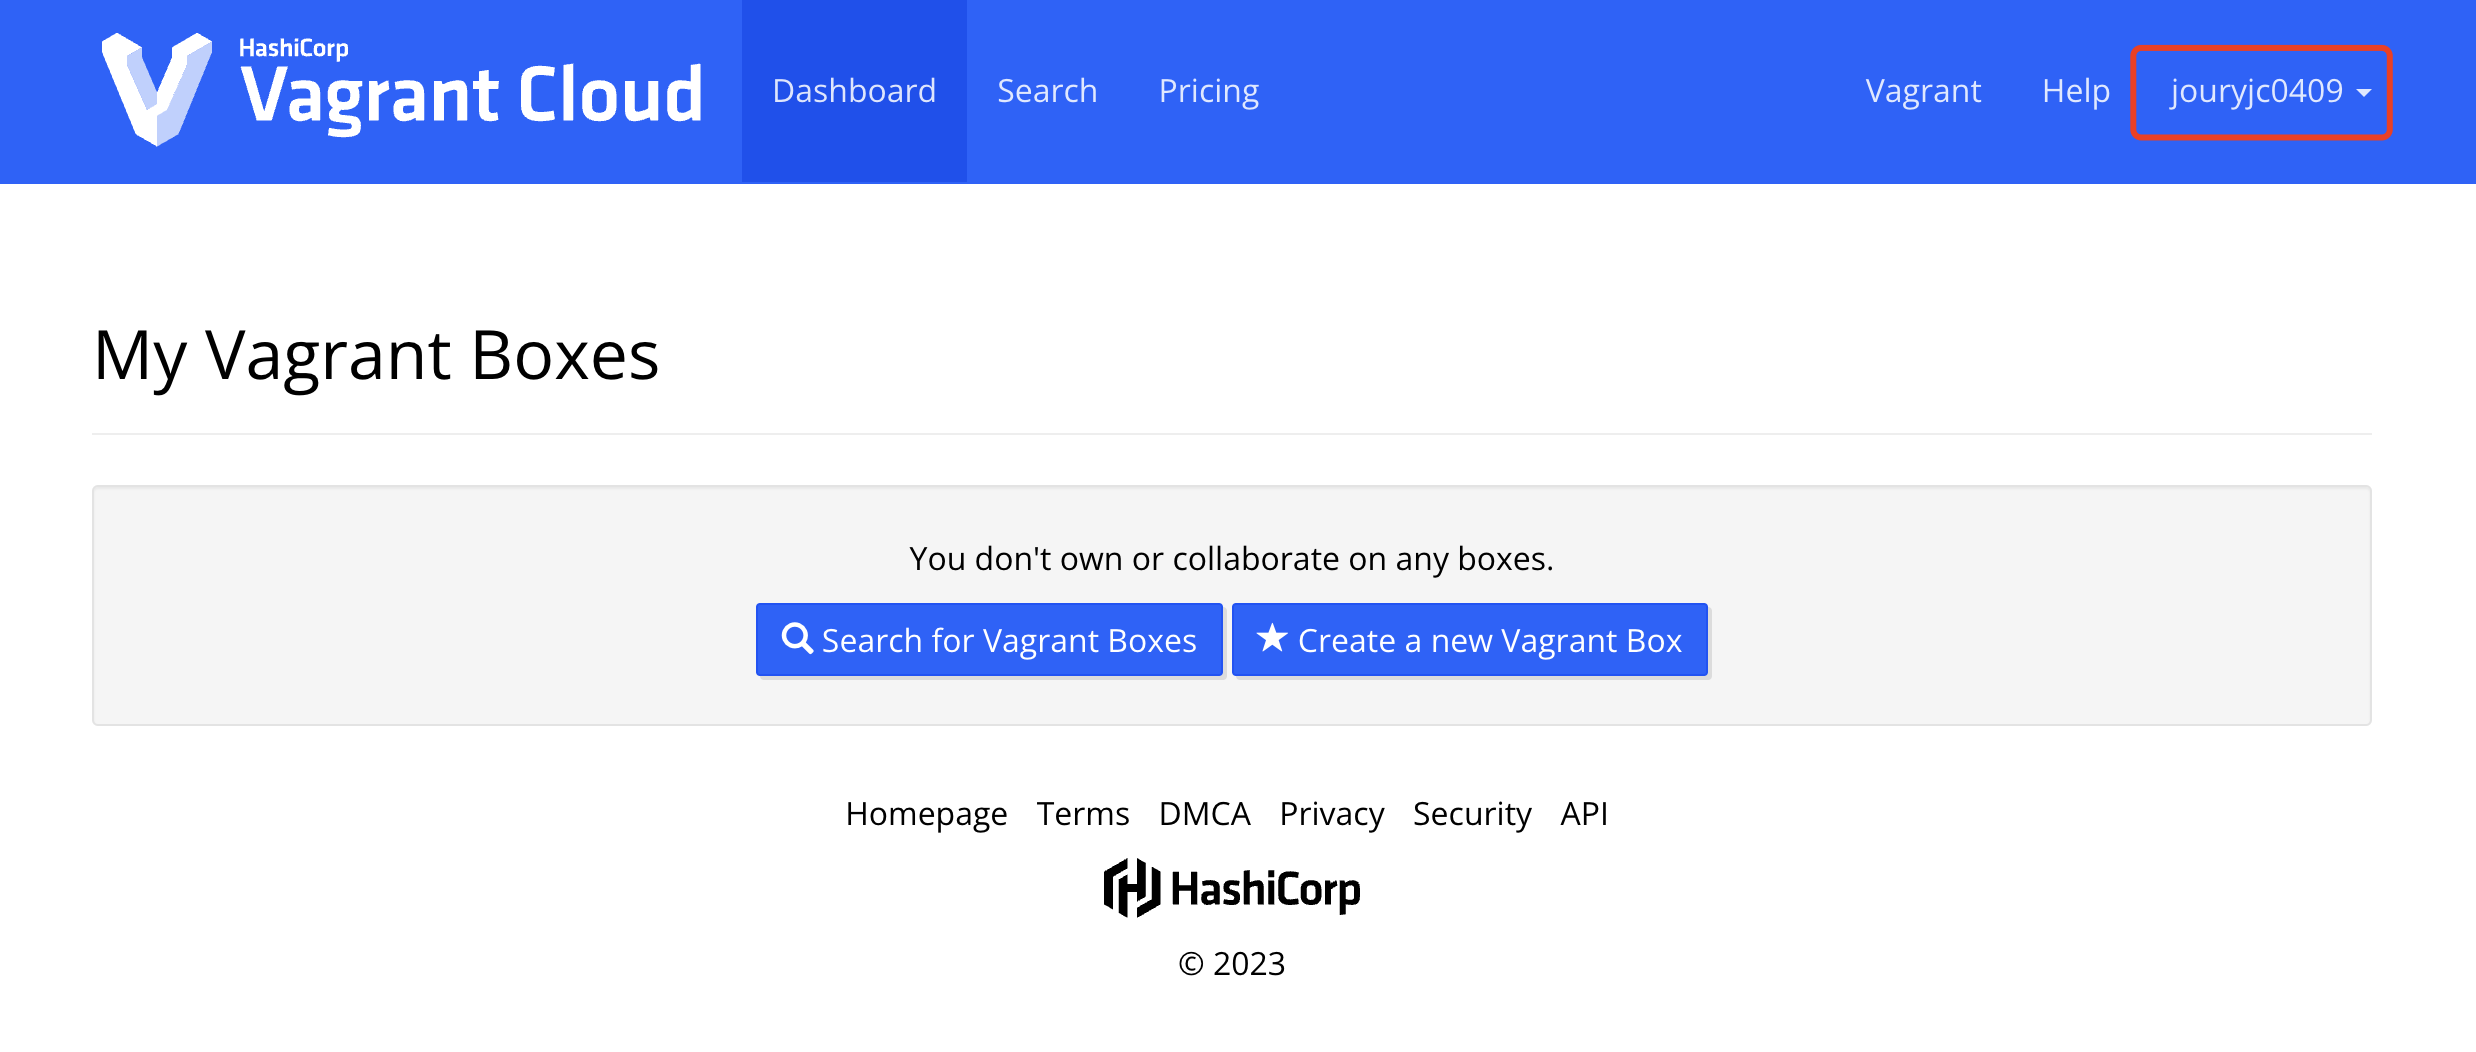 HashiCorp
Vagrant Cloud
Dashboard Search Pricing Vagrant Help jouryjc0409
My Vagrant Boxes
You don't own or collaborate on any boxes.
Search for Vagrant Boxes Create a new Vagrant Box
Homepage Terms DMCA Privacy Security API
HashiCorp
© 2023